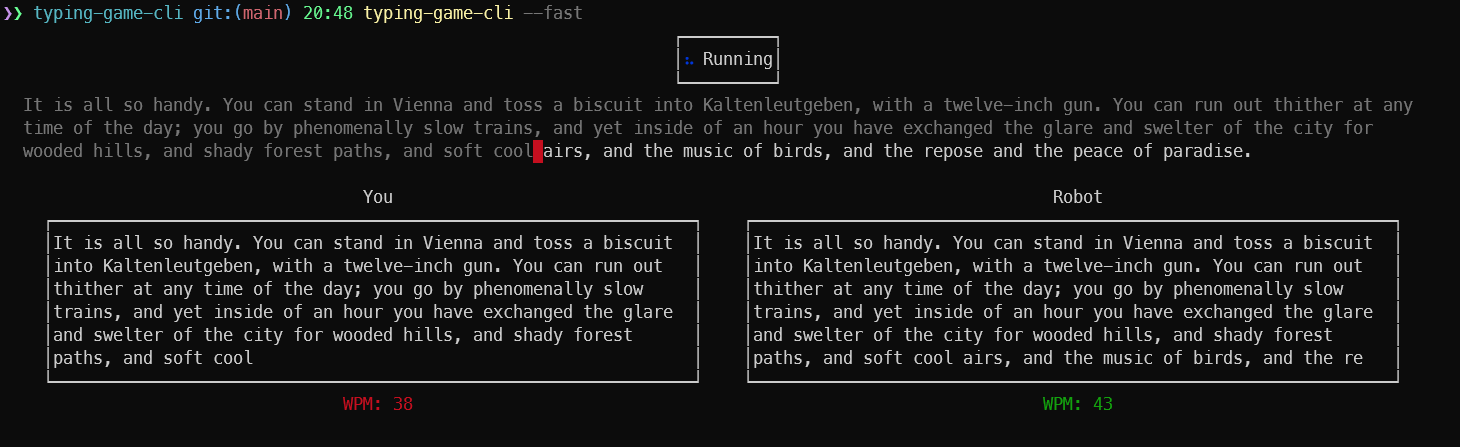 ❯❯ typing-game-cli git:(main) 20:48 typing-game-cli --fast
Running
It is all so handy. You can stand in Vienna and toss a biscuit into Kaltenleutgeben, with a twelve-inch gun. You can run out thither at any
time of the day; you go by phenomenally slow trains, and yet inside of an hour you have exchanged the glare and swelter of the city for
wooded hills, and shady forest paths, and soft cool airs, and the music of birds, and the repose and the peace of paradise.
You
It is all so handy. You can stand in Vienna and toss a biscuit
into Kaltenleutgeben, with a twelve-inch gun. You can run out
thither at any time of the day; you go by phenomenally slow
trains, and yet inside of an hour you have exchanged the glare
and swelter of the city for wooded hills, and shady forest
paths, and soft cool
WPM: 38
Robot
It is all so handy. You can stand in Vienna and toss a biscuit
into Kaltenleutgeben, with a twelve-inch gun. You can run out
thither at any time of the day; you go by phenomenally slow
trains, and yet inside of an hour you have exchanged the glare
and swelter of the city for wooded hills, and shady forest
paths, and soft cool airs, and the music of birds, and the re
WPM: 43